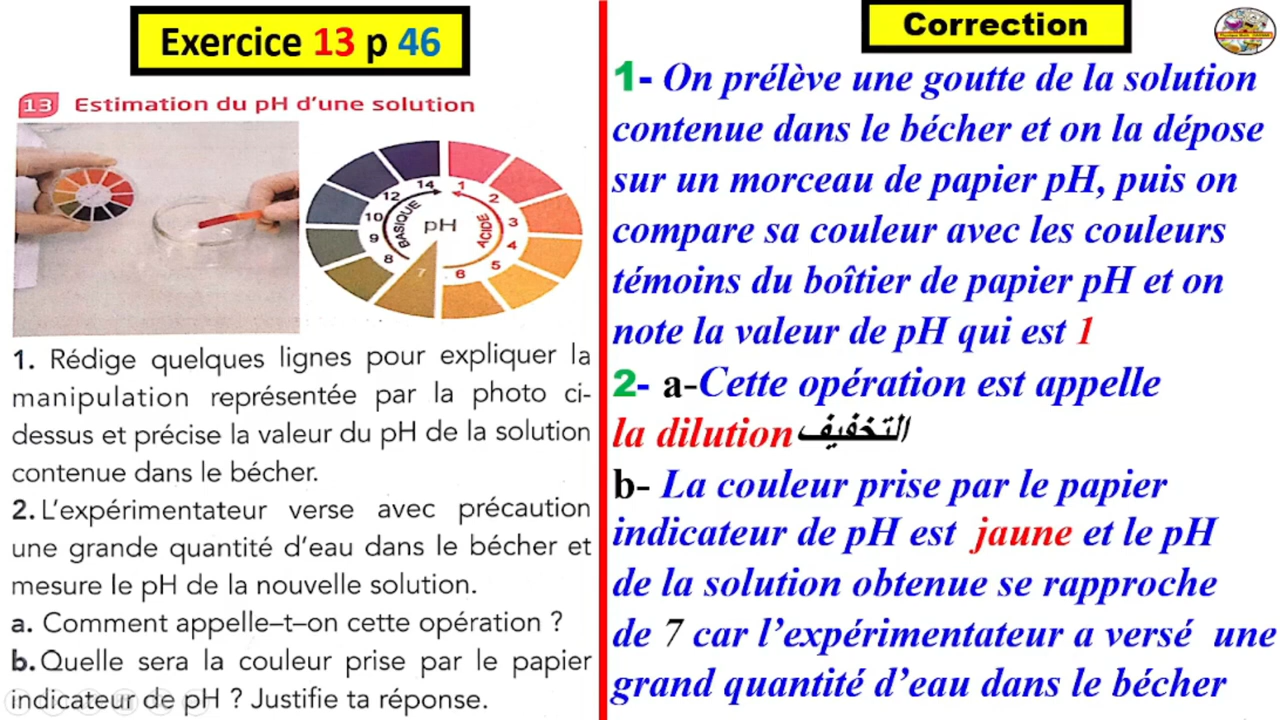 Exercice 13 p 46
13 Estimation du pH d'une solution
pH
BASIQUE
ACIDE
1
2
3
4
5
6
7
8
9
10
12
14
1. Rédige quelques lignes pour expliquer la
manipulation représentée par la photo ci-
dessus et précise la valeur du pH de la solution
contenue dans le bécher.
2. L'expérimentateur verse avec précaution
une grande quantité d'eau dans le bécher et
mesure le pH de la nouvelle solution.
a. Comment appelle–t–on cette opération ?
b. Quelle sera la couleur prise par le papier
indicateur de pH ? Justifie ta réponse.
Correction
1- On prélève une goutte de la solution
contenue dans le bécher et on la dépose
sur un morceau de papier pH, puis on
compare sa couleur avec les couleurs
témoins du boîtier de papier pH et on
note la valeur de pH qui est 1
2- a-Cette opération est appelle
la dilution التخفيف
b- La couleur prise par le papier
indicateur de pH est jaune et le pH
de la solution obtenue se rapproche
de 7 car l'expérimentateur a versé une
grand quantité d'eau dans le bécher